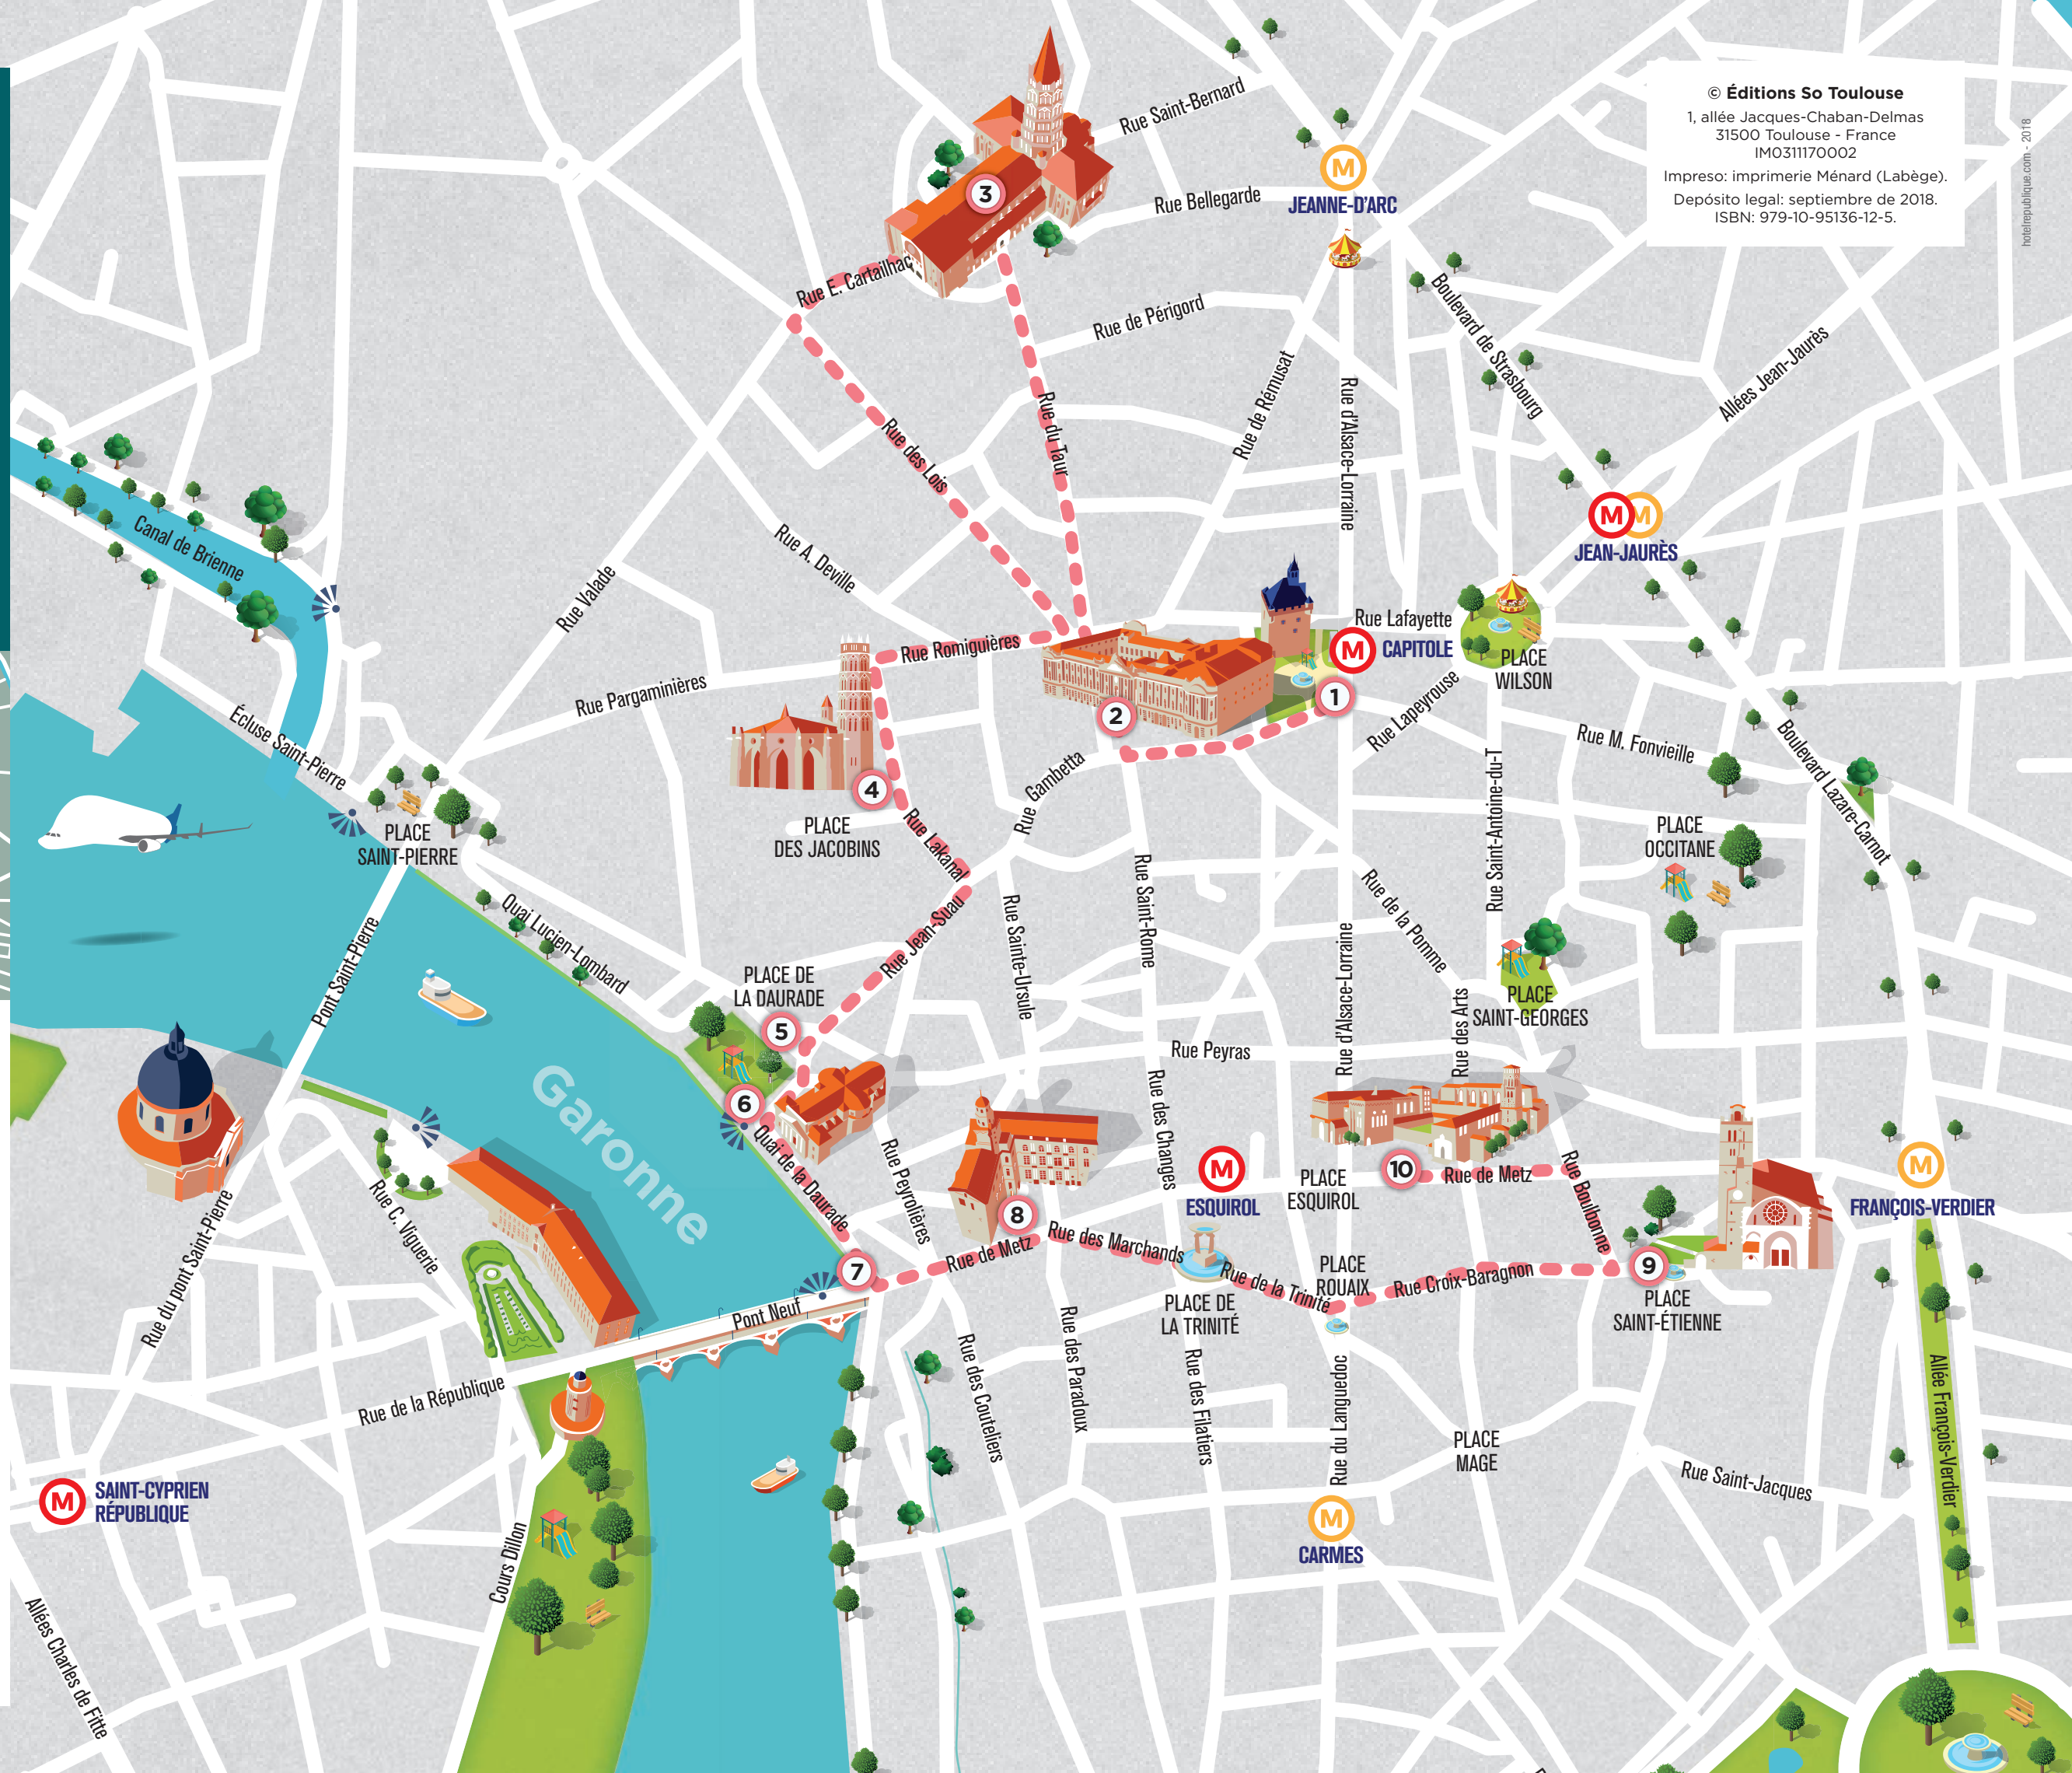 © Éditions So Toulouse
1, allée Jacques-Chaban-Delmas
31500 Toulouse - France
IM0311170002
Impreso: imprimerie Ménard (Labège).
Depósito legal: septiembre de 2018.
ISBN: 979-10-95136-12-5.
hotelrepublique.com - 2018
Rue Saint-Bernard
M
JEANNE-D'ARC
3
Rue Bellegarde
Rue E. Cartailhac
Rue de Périgord
Boulevard de Strasbourg
Allées Jean-Jaurès
Rue de Rémusat
Rue d'Alsace-Lorraine
Rue du Taur
Rue des Lois
M M
JEAN-JAURÈS
Canal de Brienne
Rue A. Deville
Rue Valade
Rue Lafayette
M CAPITOLE
Rue Romiguières
PLACE
WILSON
1
2
Rue Pargaminières
Rue Lapeyrouse
Écluse Saint-Pierre
Rue M. Fonvieille
Boulevard Lazare-Carnot
4
Rue Gambetta
PLACE
SAINT-PIERRE
PLACE
DES JACOBINS
Rue Lakanal
PLACE
OCCITANE
Rue Saint-Antoine-du-T
Rue Saint-Rome
Rue de la Pomme
Quai Lucien-Lombard
Rue Jean-Suau
Rue Sainte-Ursule
Pont Saint-Pierre
PLACE DE
LA DAURADE
5
PLACE
SAINT-GEORGES
Rue d'Alsace-Lorraine
Rue des Arts
Rue Peyras
6
Garonne
Quai de la Daurade
Rue Peyrolières
Rue des Changes
M
ESQUIROL
PLACE
ESQUIROL
10
Rue de Metz
Rue Boulbonne
M
FRANÇOIS-VERDIER
8
Rue C. Viguerie
Rue du pont Saint-Pierre
Rue de Metz
Rue des Marchands
7
Rue de la Trinité
PLACE
ROUAIX
Rue Croix-Baragnon
9
PLACE
SAINT-ÉTIENNE
PLACE DE
LA TRINITÉ
Pont Neuf
Rue de la République
Rue des Couteliers
Rue des Paradoux
Rue des Filatiers
Rue du Languedoc
PLACE
MAGE
Allée François-Verdier
Rue Saint-Jacques
M
SAINT-CYPRIEN
RÉPUBLIQUE
M
CARMES
Cours Dillon
Allées Charles de Fitte